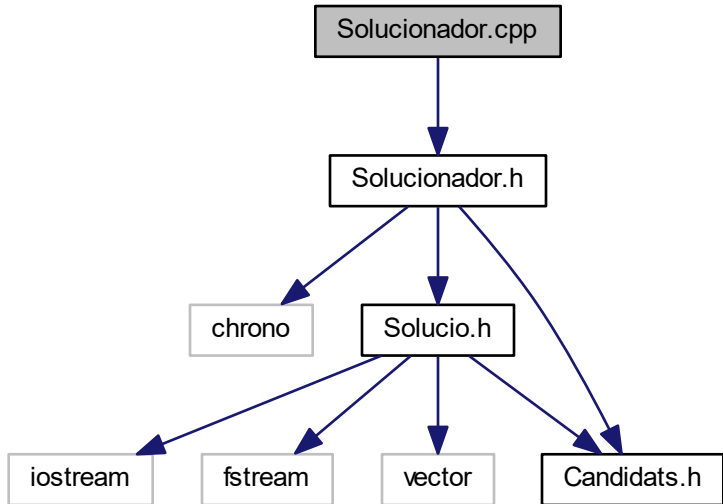 Solucionador.cpp
Solucionador.h
chrono
Solucio.h
iostream
fstream
vector
Candidats.h